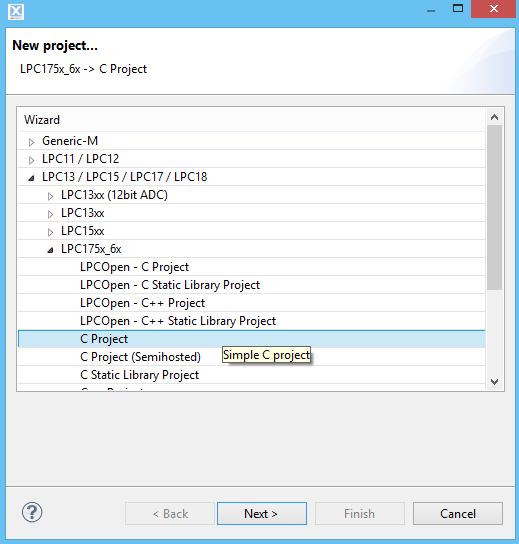 New project...
LPC175x_6x -> C Project
Wizard
Generic-M
LPC11 / LPC12
LPC13 / LPC15 / LPC17 / LPC18
LPC13xx (12bit ADC)
LPC13xx
LPC15xx
LPC175x_6x
LPCOpen - C Project
LPCOpen - C Static Library Project
LPCOpen - C++ Project
LPCOpen - C++ Static Library Project
C Project
C Project (Semihosted)
Simple C project
C Static Library Project
< Back
Next >
Finish
Cancel